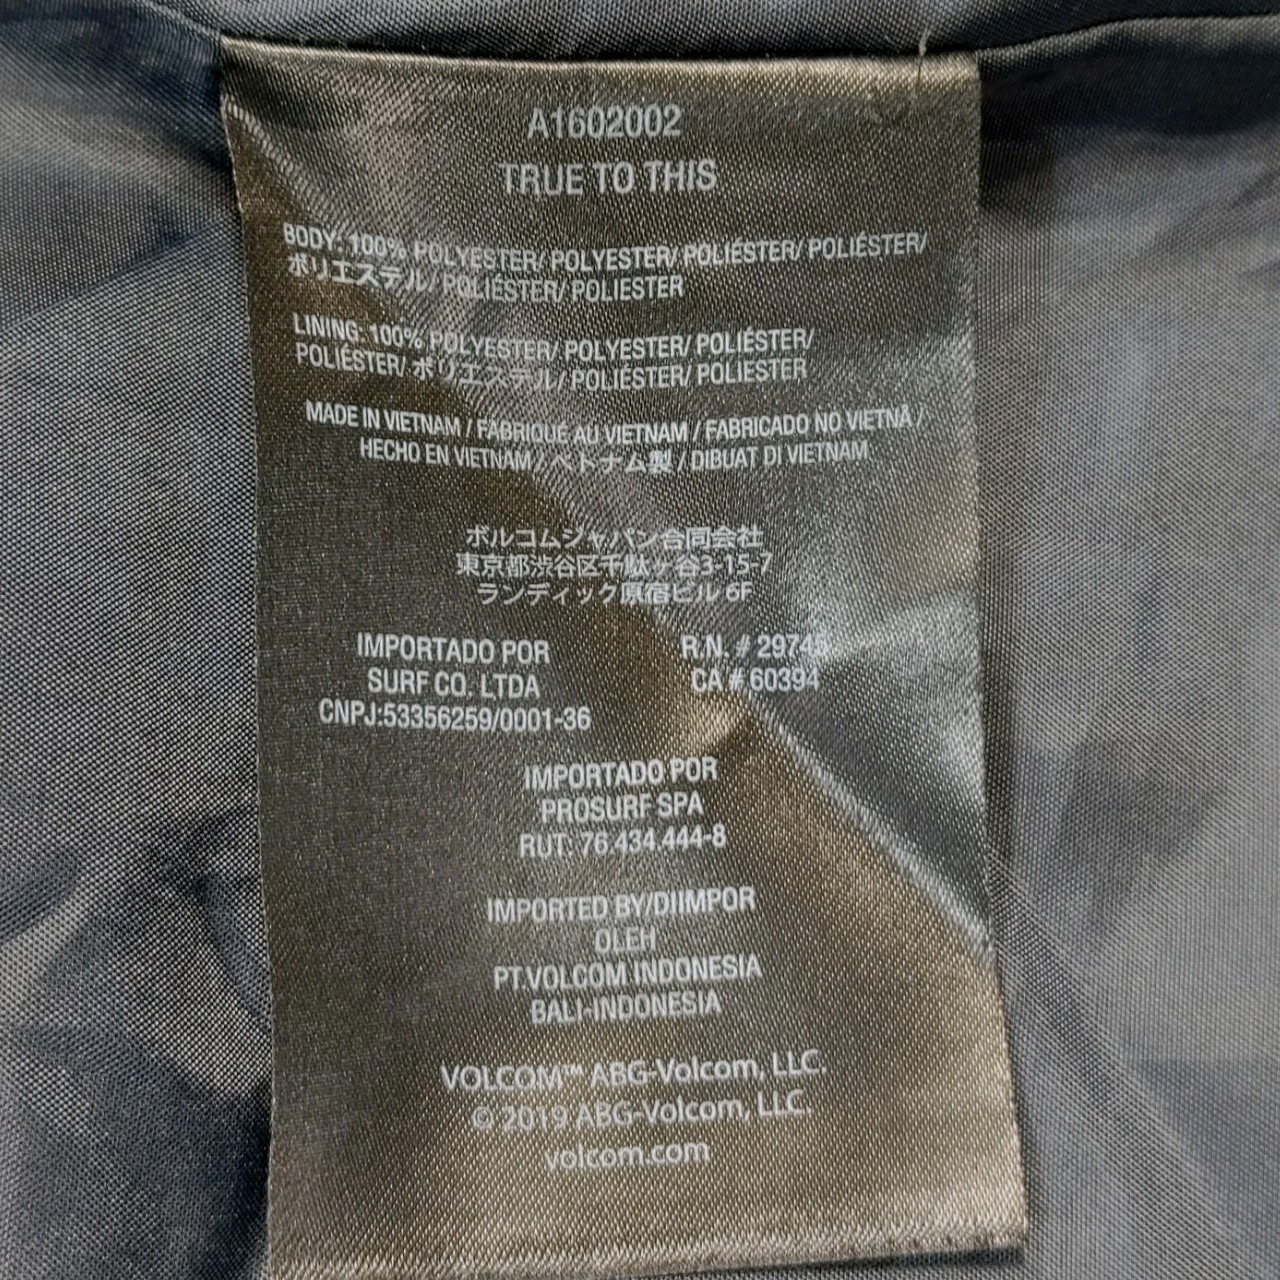 A1602002
TRUE TO THIS
BODY: 100% POLYESTER/ POLYESTER/ POLIÉSTER/ POLIÉSTER/
ポリエステル/ POLIÉSTER/ POLIESTER
LINING: 100% POLYESTER/ POLYESTER/ POLIÉSTER/
POLIÉSTER/ ポリエステル/ POLIÉSTER/ POLIESTER
MADE IN VIETNAM / FABRIQUÉ AU VIETNAM / FABRICADO NO VIETNÃ /
HECHO EN VIETNAM / ベトナム製 / DIBUAT DI VIETNAM
ボルコムジャパン合同会社
東京都渋谷区千駄ヶ谷3-15-7
ランディック原宿ビル 6F
IMPORTADO POR
SURF CO. LTDA
CNPJ:53356259/0001-36
R.N. #
CA # 60394
IMPORTADO POR
PROSURF SPA
RUT: 76.434.444-8
IMPORTED BY/DIIMPOR
OLEH
PT.VOLCOM INDONESIA
BALI-INDONESIA
VOLCOM™ ABG-Volcom, LLC.
© 2019 ABG-Volcom, LLC.
volcom.com